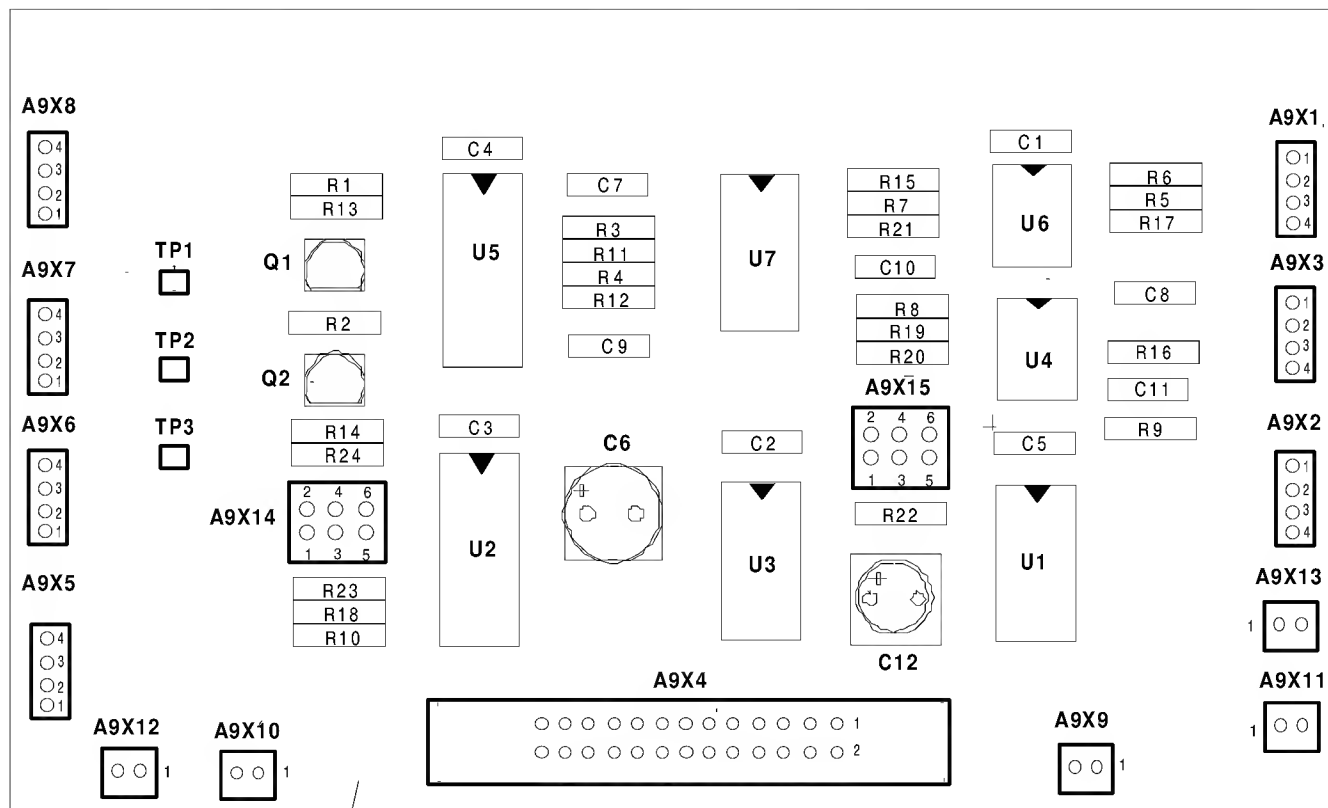 A9X8
4
3
2
1
A9X7
4
3
2
1
A9X6
4
3
2
1
A9X5
4
3
2
1
TP1
TP2
TP3
R1
R13
Q1
R2
Q2
R14
R24
A9X14
2 4 6
1 3 5
R23
R18
R10
C4
U5
C3
U2
C7
R3
R11
R4
R12
C9
C6
U7
C2
U3
R15
R7
R21
C10
R8
R19
R20
A9X15
2 4 6
1 3 5
R22
C12
C1
U6
U4
C5
U1
R6
R5
R17
C8
R16
C11
R9
A9X1
1
2
3
4
A9X3
1
2
3
4
A9X2
1
2
3
4
A9X13
1
A9X11
1
A9X12
1
A9X10
1
A9X4
1
2
A9X9
1